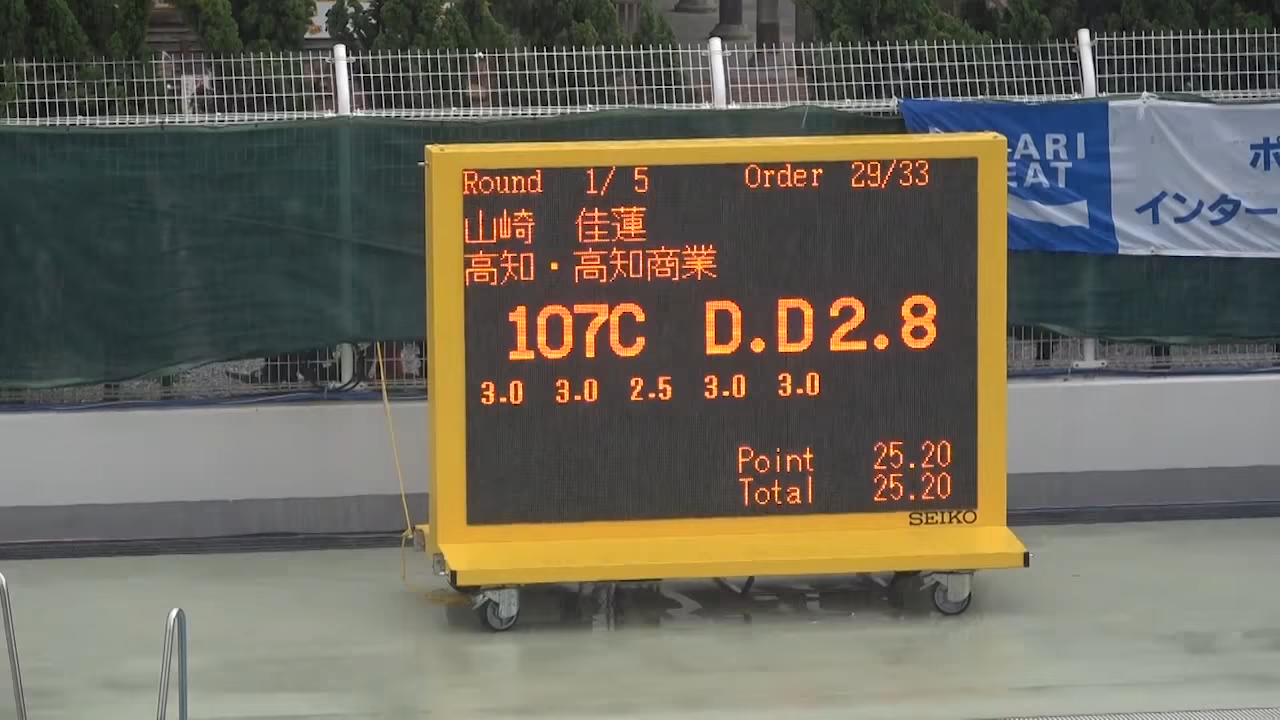 Round 1/ 5 Order 29/33
山崎 佳蓮
高知・高知商業
107C D.D 2.8
3.0 3.0 2.5 3.0 3.0
Point 25.20
Total 25.20
SEIKO
インター